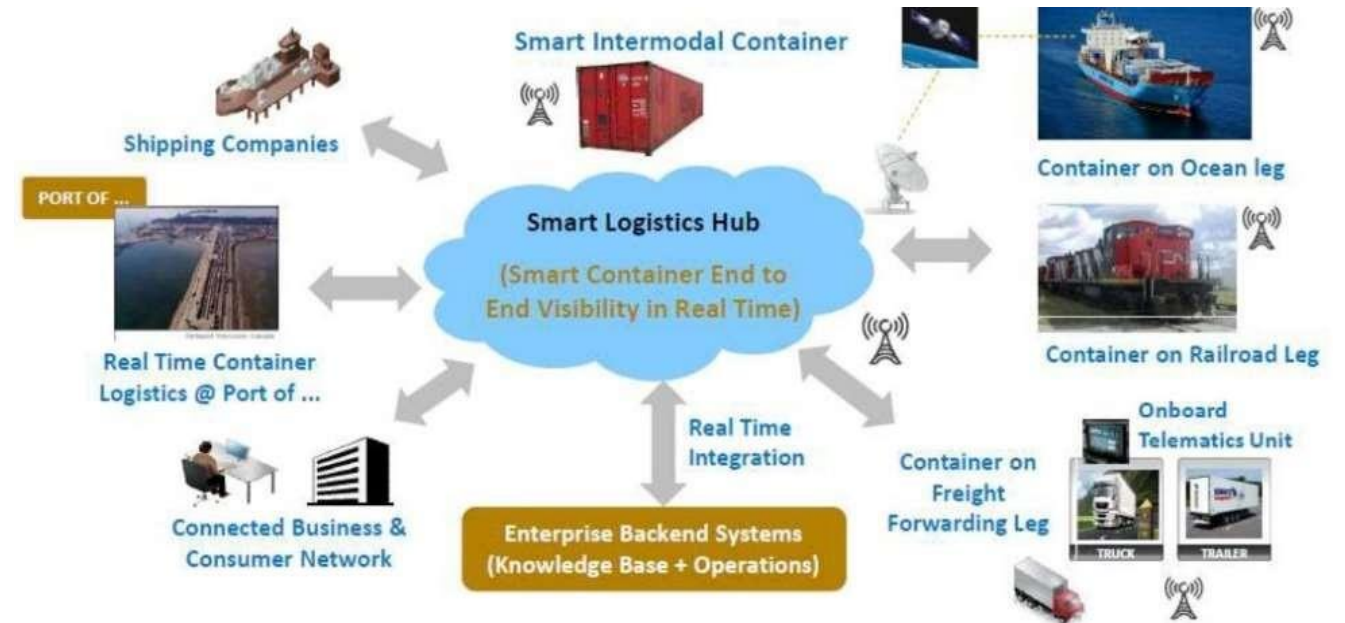 Smart Intermodal Container
Shipping Companies
Container on Ocean leg
PORT OF ...
Smart Logistics Hub
(Smart Container End to
End Visibility in Real Time)
Real Time Container
Logistics @ Port of ...
Container on Railroad Leg
Onboard
Telematics Unit
Real Time
Integration
Container on
Freight
Forwarding Leg
TRUCK
TRAILER
Connected Business &
Consumer Network
Enterprise Backend Systems
(Knowledge Base + Operations)